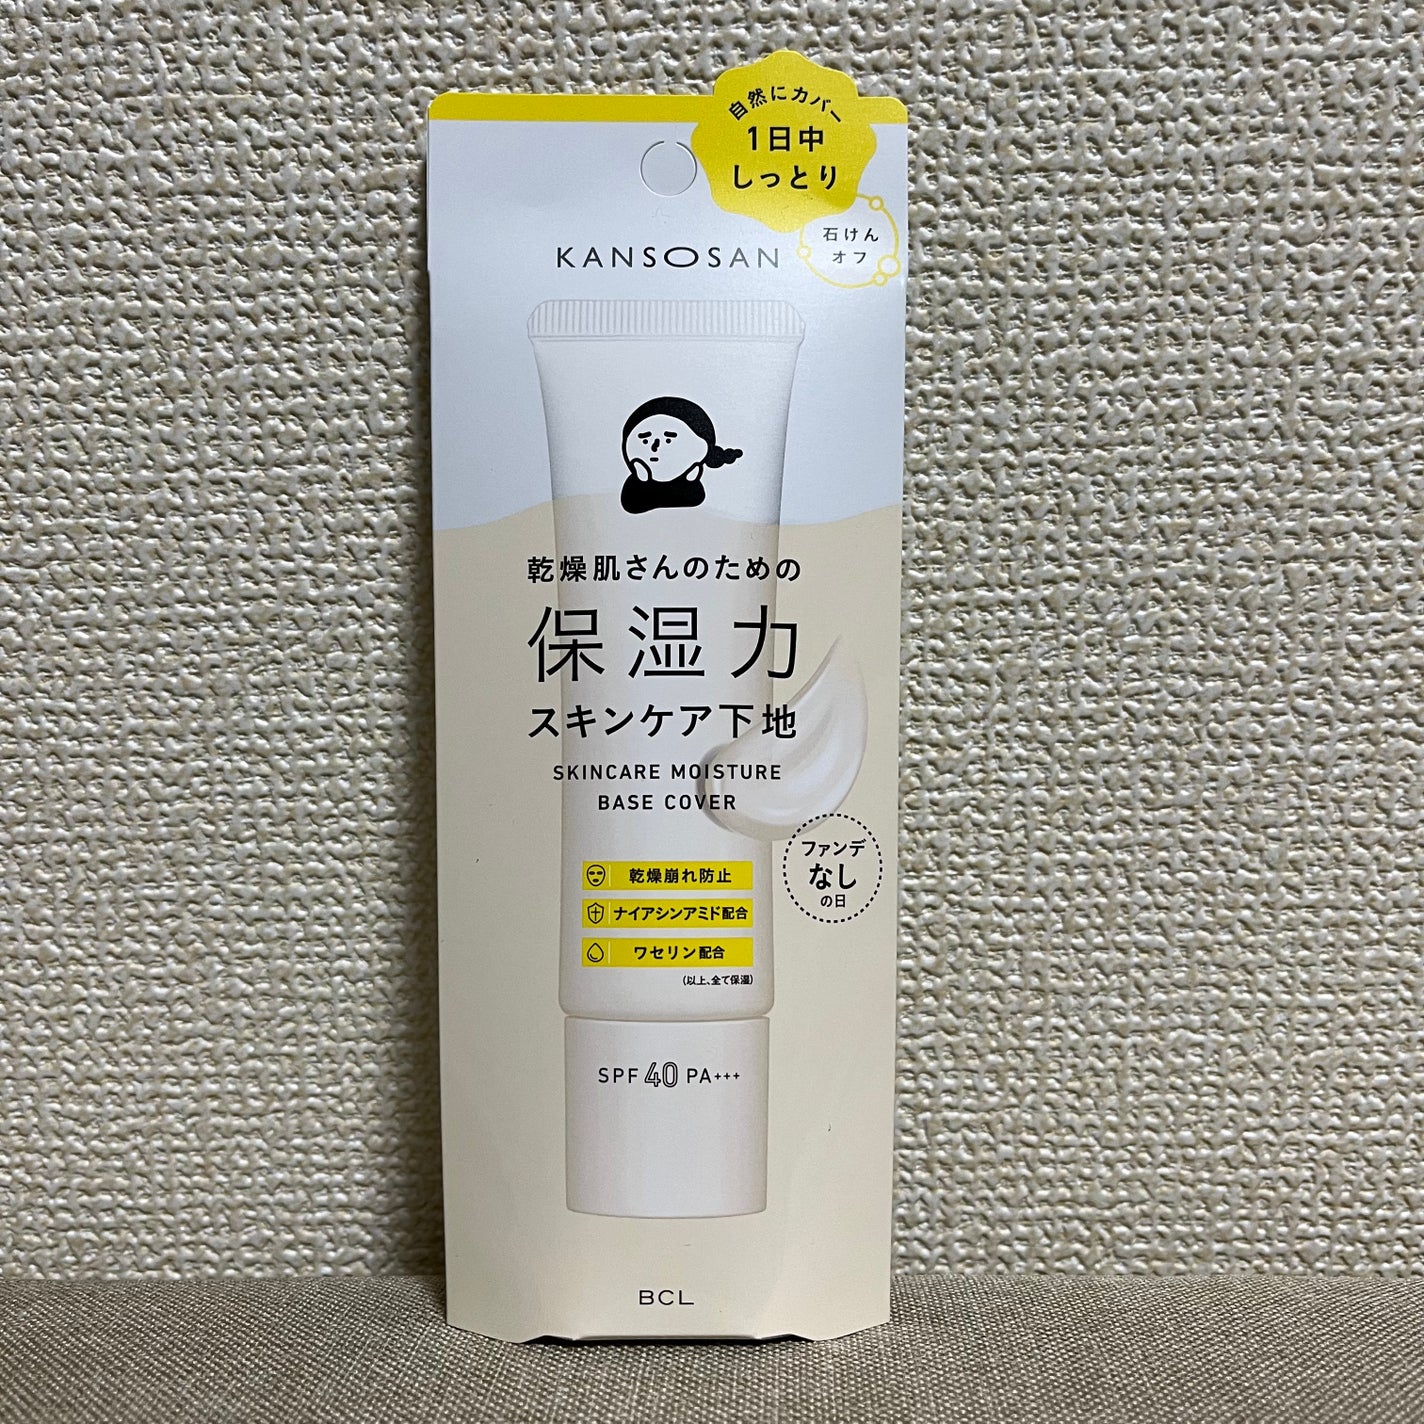 自然にカバー
1日中
しっとり
石けん
オフ
KANSOSAN
乾燥肌さんのための
保湿力
スキンケア下地
SKINCARE MOISTURE
BASE COVER
ファンデ
なし
の日
乾燥崩れ防止
ナイアシンアミド配合
ワセリン配合
(以上、全て保湿)
SPF40 PA+++
BCL